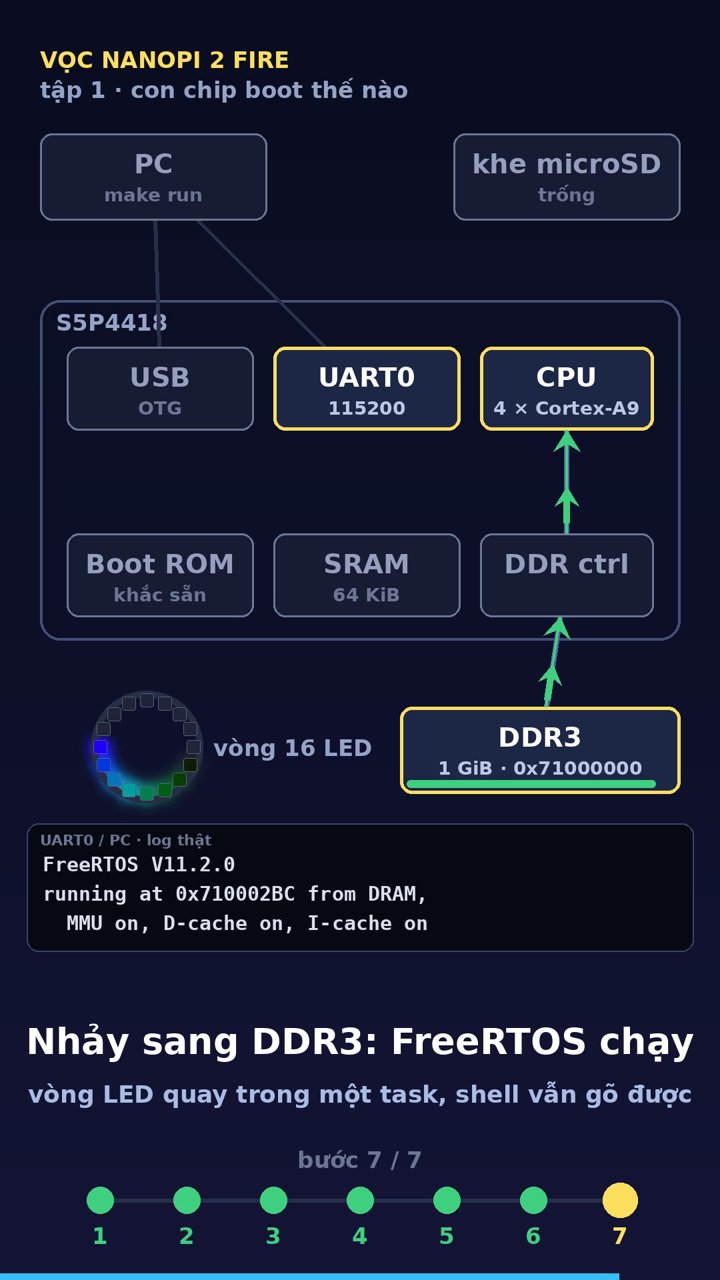 VỌC NANOPI 2 FIRE
tập 1 · con chip boot thế nào
PC
make run
khe microSD
trống
S5P4418
USB
OTG
UART0
115200
CPU
4 × Cortex-A9
Boot ROM
khắc sẵn
SRAM
64 KiB
DDR ctrl
vòng 16 LED
DDR3
1 GiB · 0x71000000
UART0 / PC · log thật
FreeRTOS V11.2.0
running at 0x710002BC from DRAM,
MMU on, D-cache on, I-cache on
Nhảy sang DDR3: FreeRTOS chạy
vòng LED quay trong một task, shell vẫn gõ được
bước 7 / 7
1 2 3 4 5 6 7